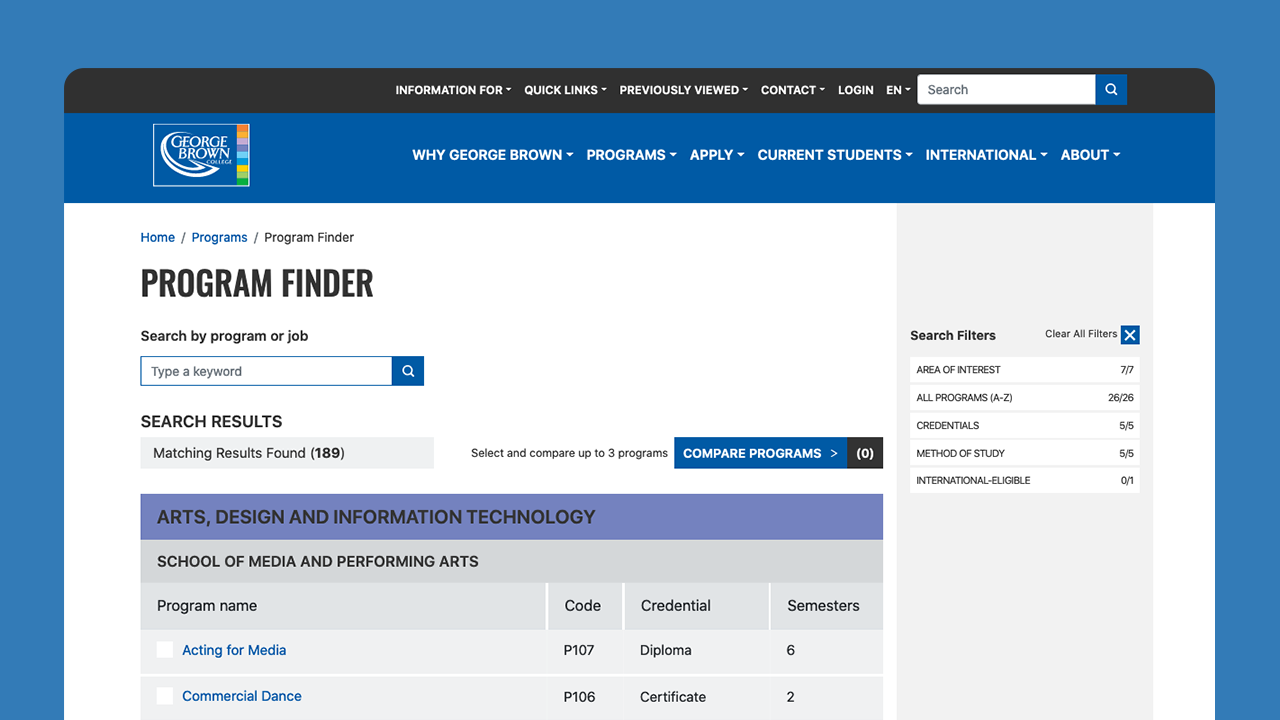 INFORMATION FOR QUICK LINKS PREVIOUSLY VIEWED CONTACT LOGIN EN Search
GEORGE
BROWN
COLLEGE
WHY GEORGE BROWN PROGRAMS APPLY CURRENT STUDENTS INTERNATIONAL ABOUT
Home / Programs / Program Finder
PROGRAM FINDER
Search by program or job
Type a keyword
SEARCH RESULTS
Matching Results Found (189)
Select and compare up to 3 programs COMPARE PROGRAMS > (0)
ARTS, DESIGN AND INFORMATION TECHNOLOGY
SCHOOL OF MEDIA AND PERFORMING ARTS
Program name Code Credential Semesters
Acting for Media P107 Diploma 6
Commercial Dance P106 Certificate 2
Search Filters Clear All Filters
AREA OF INTEREST 7/7
ALL PROGRAMS (A-Z) 26/26
CREDENTIALS 5/5
METHOD OF STUDY 5/5
INTERNATIONAL-ELIGIBLE 0/1